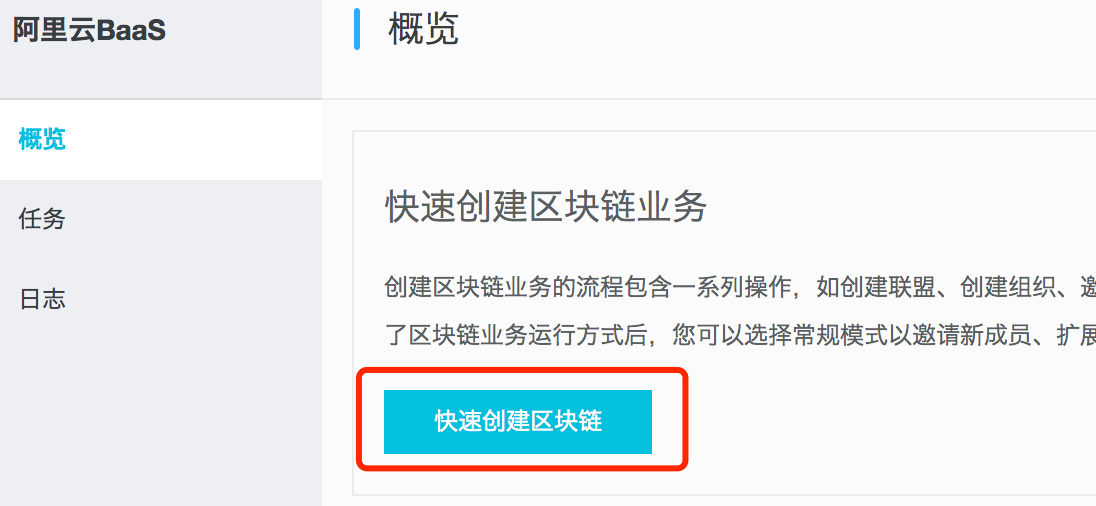 阿里云BaaS
概览
概览
任务
日志
快速创建区块链业务
创建区块链业务的流程包含一系列操作，如创建联盟、创建组织、邀
了区块链业务运行方式后，您可以选择常规模式以邀请新成员、扩展
快速创建区块链